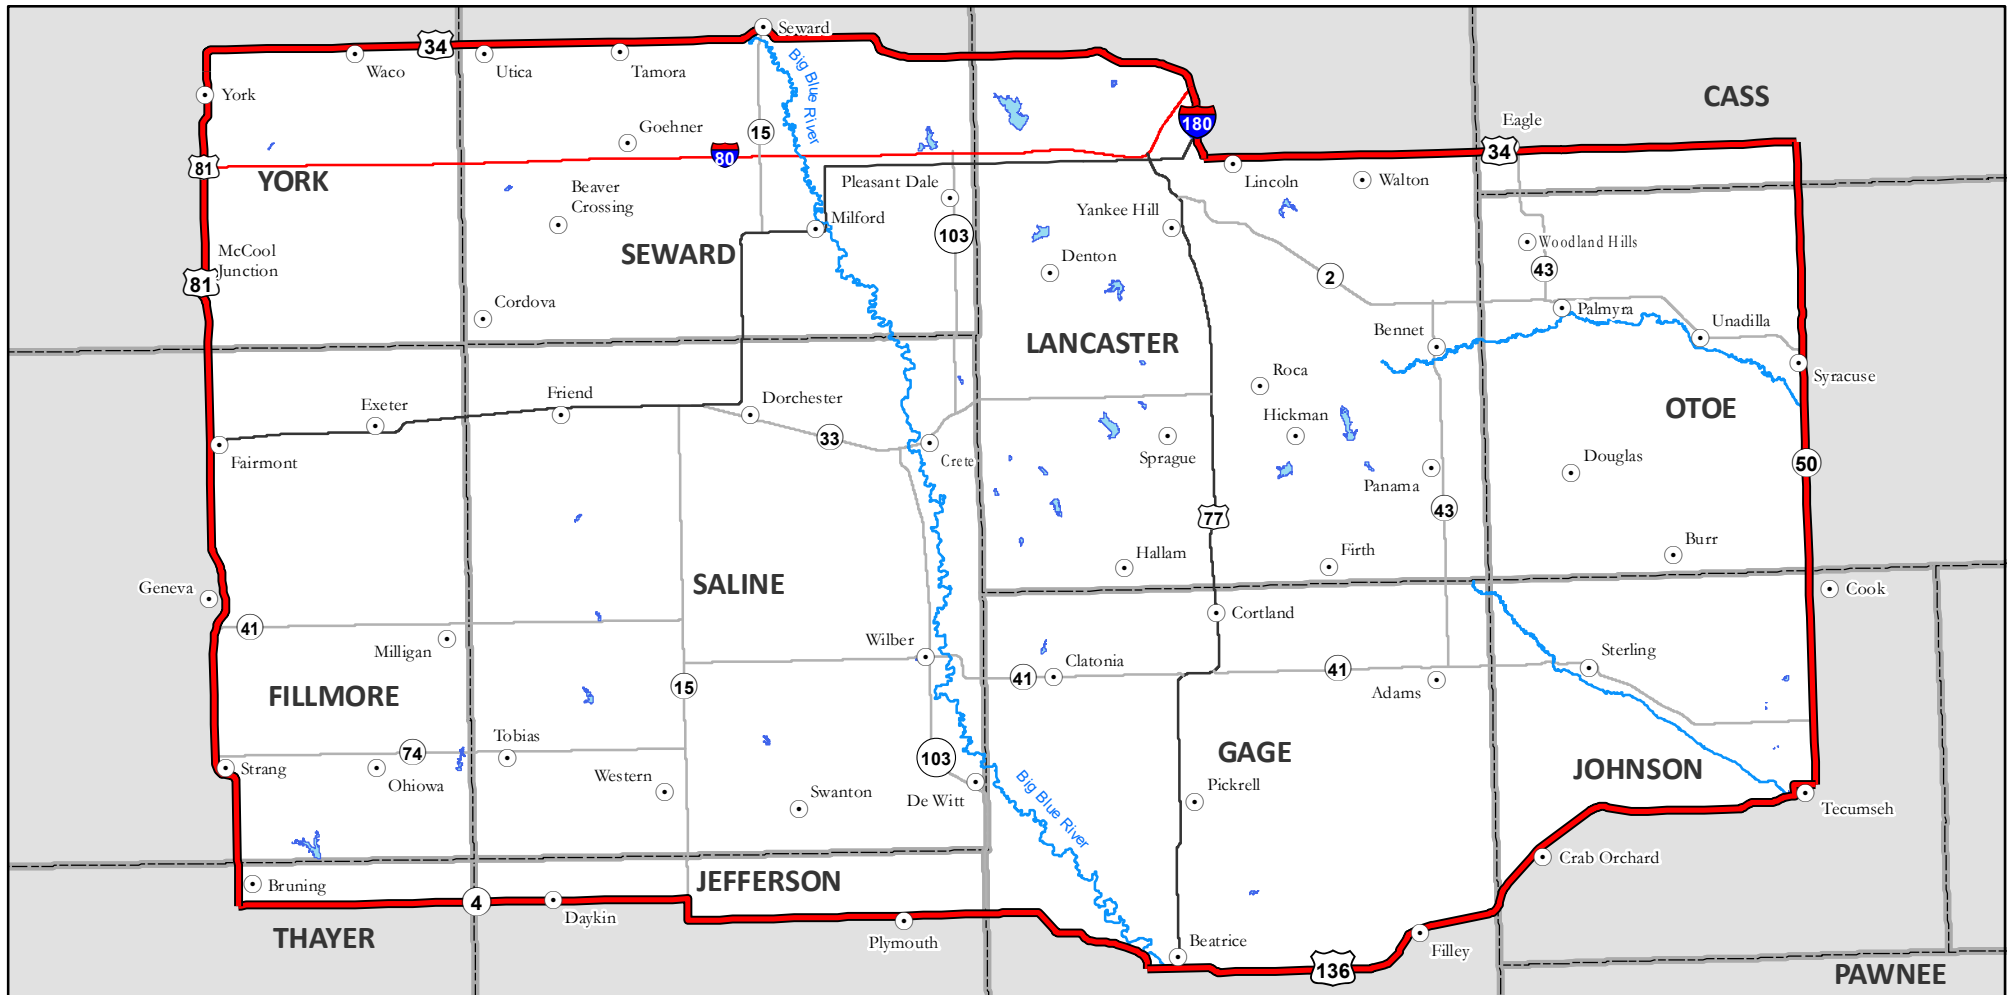 Seward
34
Waco
Utica
Tamora
Big Blue River
York
CASS
Eagle
180
Goehner
15
34
80
81
YORK
Pleasant Dale
Lincoln
Walton
Beaver
Crossing
Milford
Yankee Hill
103
Woodland Hills
McCool
Junction
SEWARD
Denton
2
43
81
Cordova
Palmyra
Unadilla
Bennet
LANCASTER
Roca
Syracuse
Exeter
Friend
Dorchester
Hickman
OTOE
33
Fairmont
Crete
Sprague
Douglas
50
Panama
77
43
Hallam
Firth
Burr
Geneva
SALINE
Cook
Cortland
41
Milligan
Wilber
Clatonia
Sterling
41
41
15
Adams
FILLMORE
Tobias
74
103
GAGE
JOHNSON
Strang
Ohiowa
Western
Swanton
De Witt
Pickrell
Big Blue River
Tecumseh
Crab Orchard
Bruning
JEFFERSON
4
Daykin
THAYER
Plymouth
Beatrice
Filley
136
PAWNEE